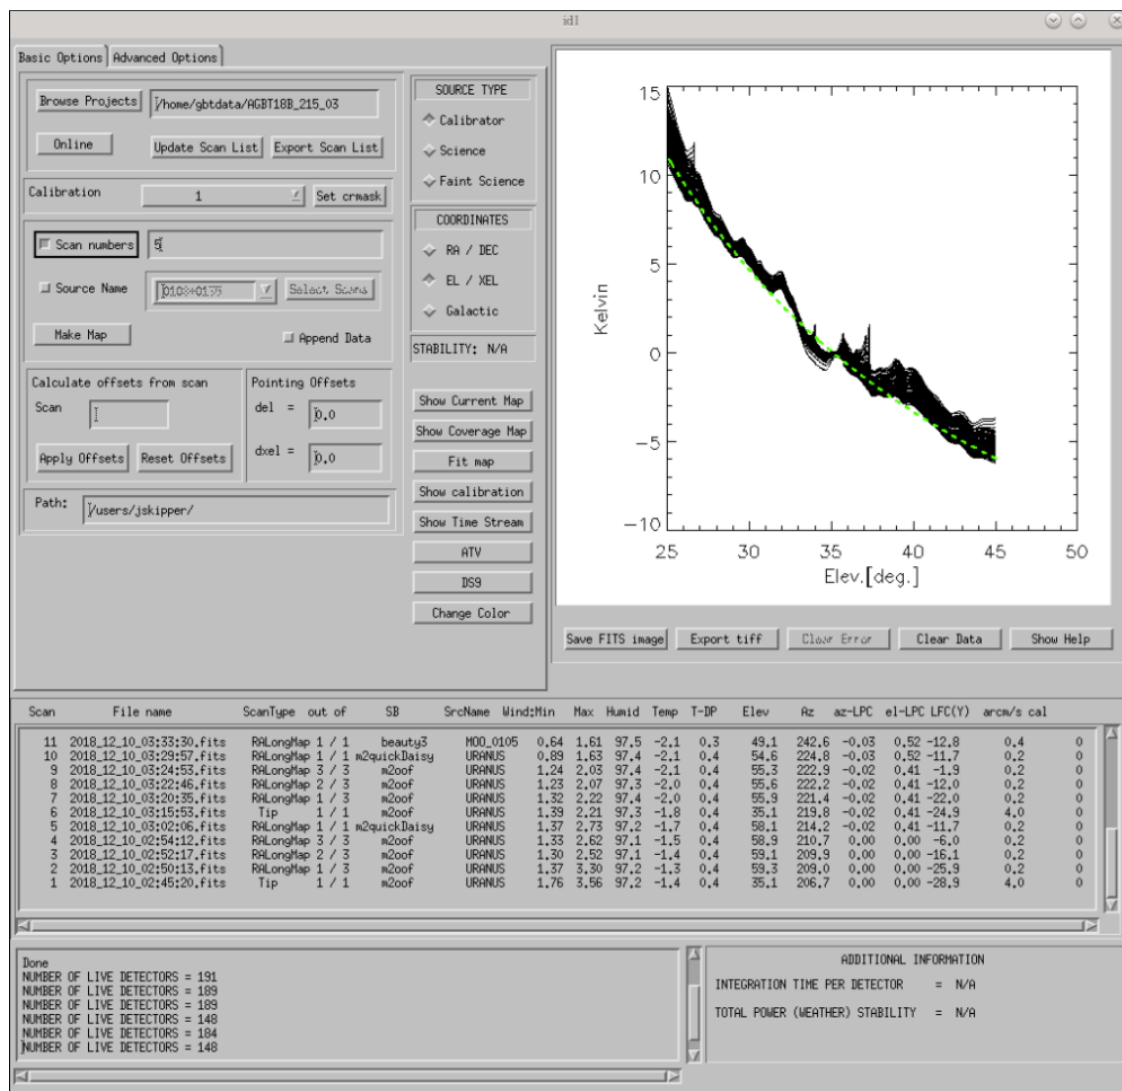 idl
Basic Options Advanced Options
Browse Projects /home/gbtdata/AGBT18B_215_03
Online Update Scan List Export Scan List
Calibration 1 Set crmask
Scan numbers 5
Source Name 0108+0135 Select Scans
Make Map Append Data
Calculate offsets from scan
Scan
Apply Offsets Reset Offsets
Pointing Offsets
del = 0.0
dxel = 0.0
Path: /users/jskipper/
SOURCE TYPE
Calibrator
Science
Faint Science
COORDINATES
RA / DEC
EL / XEL
Galactic
STABILITY: N/A
Show Current Map
Show Coverage Map
Fit map
Show calibration
Show Time Stream
ATV
DS9
Change Color
15
10
5
0
-5
-10
Kelvin
25 30 35 40 45 50
Elev.[deg.]
Save FITS image Export tiff Clear Error Clear Data Show Help
Scan File name ScanType out of SB SrcName Wind:Min Max Humid Temp T-DP Elev Az az-LPC el-LPC LFC(Y) arcm/s cal
11 2018_12_10_03:33:30.fits RALongMap 1 / 1 beauty3 MOO_0105 0.64 1.61 97.5 -2.1 0.3 49.1 242.6 -0.03 0.52 -12.8 0.4 0
10 2018_12_10_03:29:57.fits RALongMap 1 / 1 m2quickDaisy URANUS 0.89 1.63 97.4 -2.1 0.4 54.6 224.8 -0.03 0.52 -11.7 0.2 0
9 2018_12_10_03:24:53.fits RALongMap 3 / 3 m2oof URANUS 1.24 2.03 97.4 -2.1 0.4 55.3 222.9 -0.02 0.41 -1.9 0.2 0
8 2018_12_10_03:22:46.fits RALongMap 2 / 3 m2oof URANUS 1.23 2.07 97.3 -2.0 0.4 55.6 222.2 -0.02 0.41 -12.0 0.2 0
7 2018_12_10_03:20:35.fits RALongMap 1 / 3 m2oof URANUS 1.32 2.22 97.4 -2.0 0.4 55.9 221.4 -0.02 0.41 -22.0 0.2 0
6 2018_12_10_03:15:53.fits Tip 1 / 1 m2oof URANUS 1.39 2.21 97.3 -1.8 0.4 35.1 219.8 -0.02 0.41 -24.9 4.0 0
5 2018_12_10_03:02:06.fits RALongMap 1 / 1 m2quickDaisy URANUS 1.37 2.73 97.2 -1.7 0.4 58.1 214.2 -0.02 0.41 -11.7 0.2 0
4 2018_12_10_02:54:12.fits RALongMap 3 / 3 m2oof URANUS 1.33 2.62 97.1 -1.5 0.4 58.9 210.7 0.00 0.00 -6.0 0.2 0
3 2018_12_10_02:52:17.fits RALongMap 2 / 3 m2oof URANUS 1.30 2.52 97.1 -1.4 0.4 59.1 209.9 0.00 0.00 -16.1 0.2 0
2 2018_12_10_02:50:13.fits RALongMap 1 / 3 m2oof URANUS 1.37 3.30 97.2 -1.3 0.4 59.3 209.0 0.00 0.00 -25.9 0.2 0
1 2018_12_10_02:45:20.fits Tip 1 / 1 m2oof URANUS 1.76 3.56 97.2 -1.4 0.4 35.1 206.7 0.00 0.00 -28.9 4.0 0
Done
NUMBER OF LIVE DETECTORS = 191
NUMBER OF LIVE DETECTORS = 189
NUMBER OF LIVE DETECTORS = 189
NUMBER OF LIVE DETECTORS = 148
NUMBER OF LIVE DETECTORS = 184
NUMBER OF LIVE DETECTORS = 148
ADDITIONAL INFORMATION
INTEGRATION TIME PER DETECTOR = N/A
TOTAL POWER (WEATHER) STABILITY = N/A